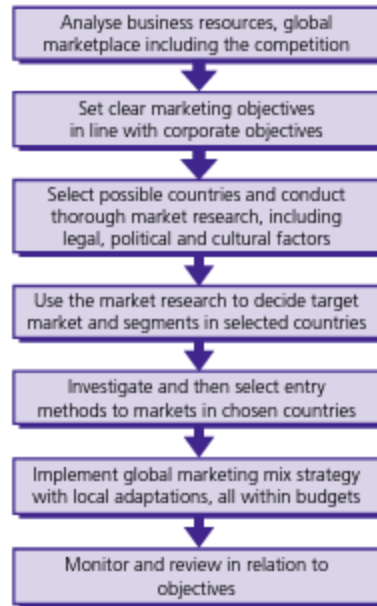 Analyse business resources, global
marketplace including the competition
Set clear marketing objectives
in line with corporate objectives
Select possible countries and conduct
thorough market research, including
legal, political and cultural factors
Use the market research to decide target
market and segments in selected countries
Investigate and then select entry
methods to markets in chosen countries
Implement global marketing mix strategy
with local adaptations, all within budgets
Monitor and review in relation to
objectives